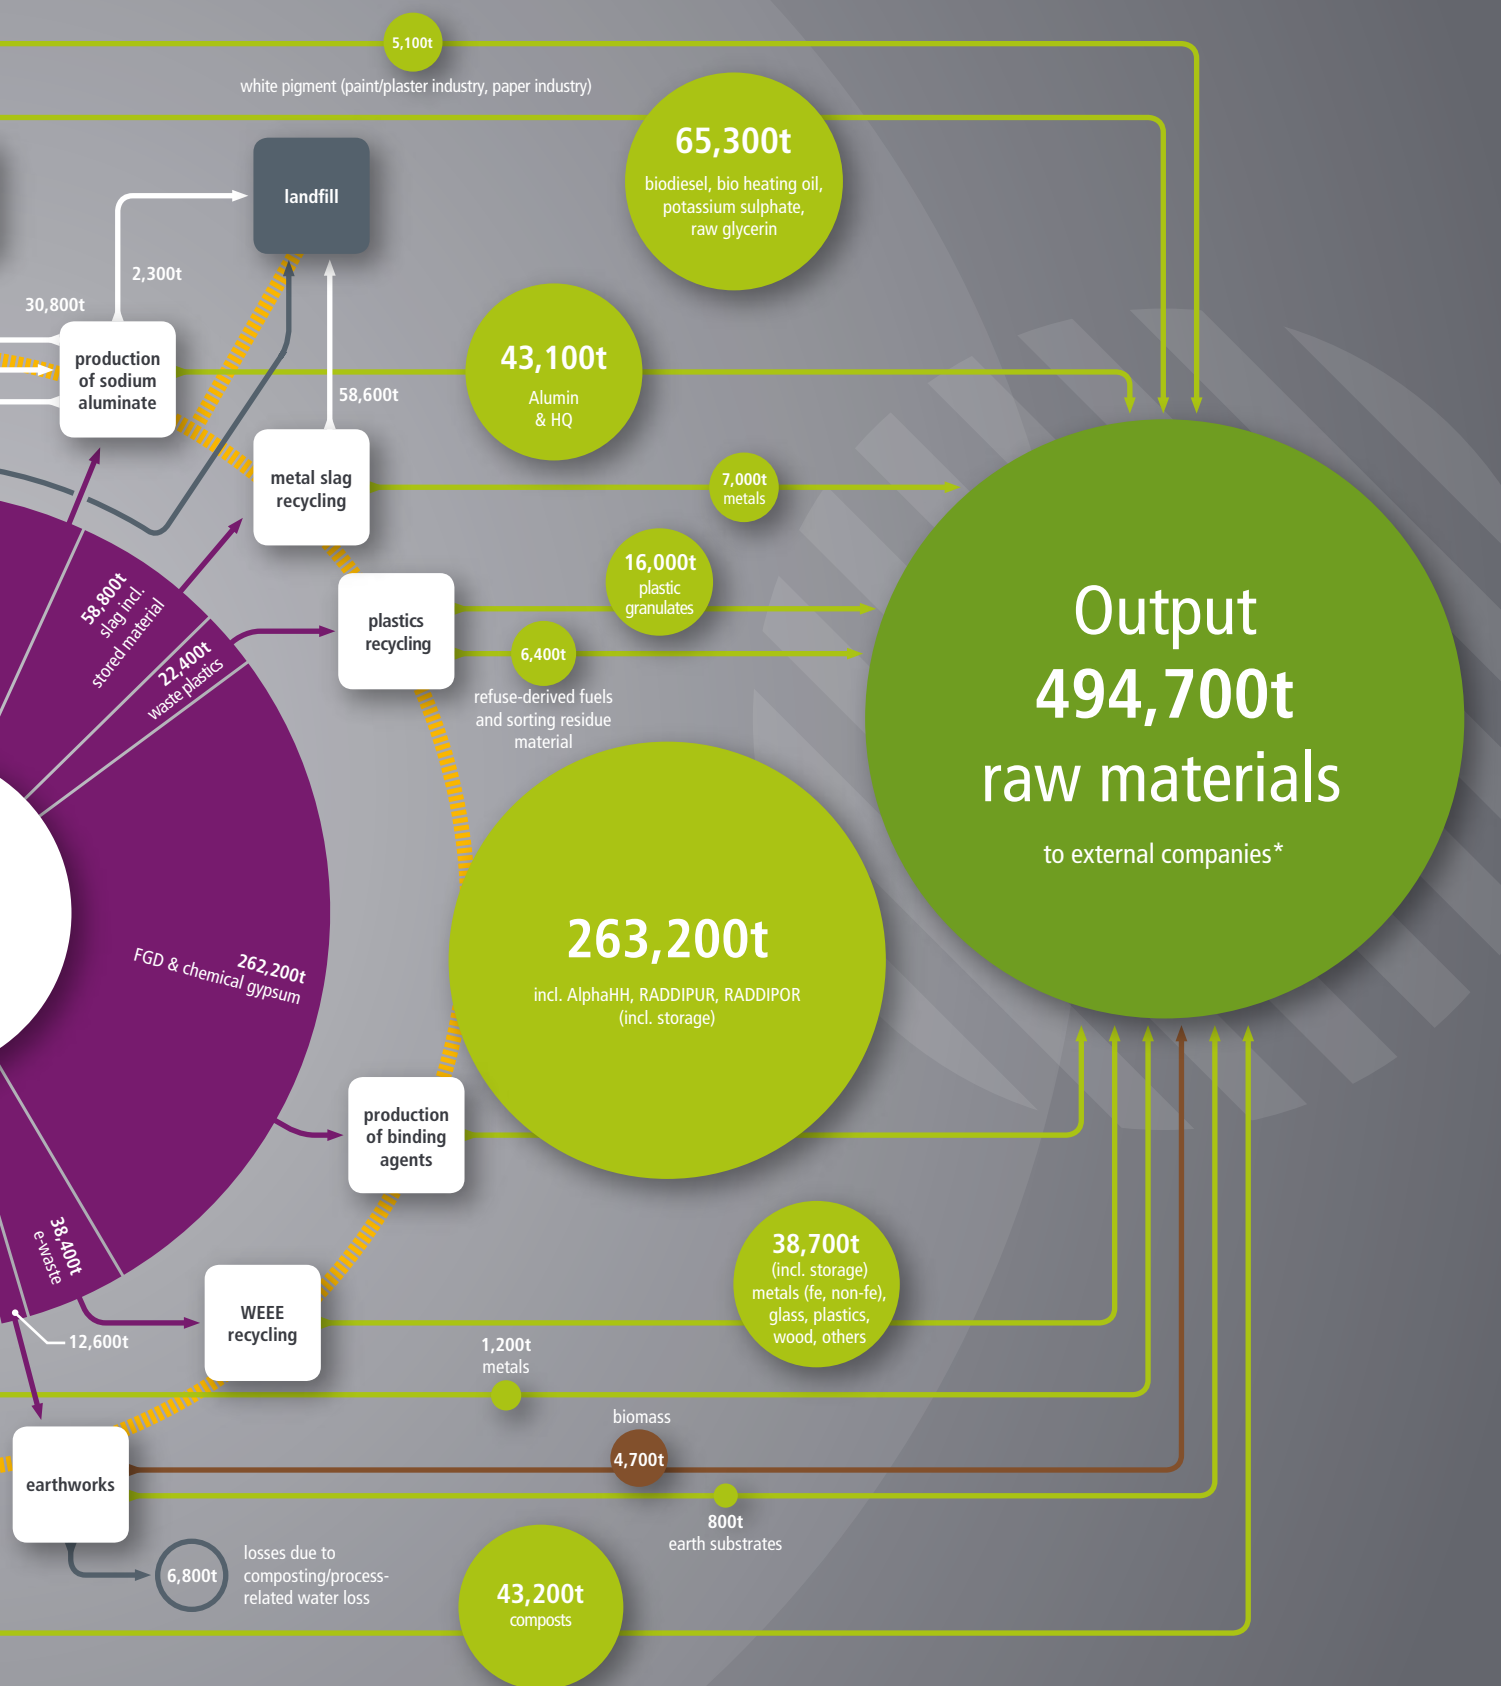 5,100t
white pigment (paint/plaster industry, paper industry)
65,300t
biodiesel, bio heating oil,
potassium sulphate,
raw glycerin
landfill
2,300t
30,800t
production
of sodium
aluminate
43,100t
Alumin
& HQ
58,600t
metal slag
recycling
7,000t
metals
16,000t
plastic
granulates
58,800t
slag incl.
stored material
22,400t
waste plastics
plastics
recycling
6,400t
refuse-derived fuels
and sorting residue
material
Output
494,700t
raw materials
to external companies*
263,200t
incl. AlphaHH, RADDIPUR, RADDIPOR
(incl. storage)
262,200t
FGD & chemical gypsum
production
of binding
agents
38,400t
e-waste
38,700t
(incl. storage)
metals (fe, non-fe),
glass, plastics,
wood, others
WEEE
recycling
12,600t
1,200t
metals
biomass
4,700t
earthworks
800t
earth substrates
6,800t
losses due to
composting/process-
related water loss
43,200t
composts